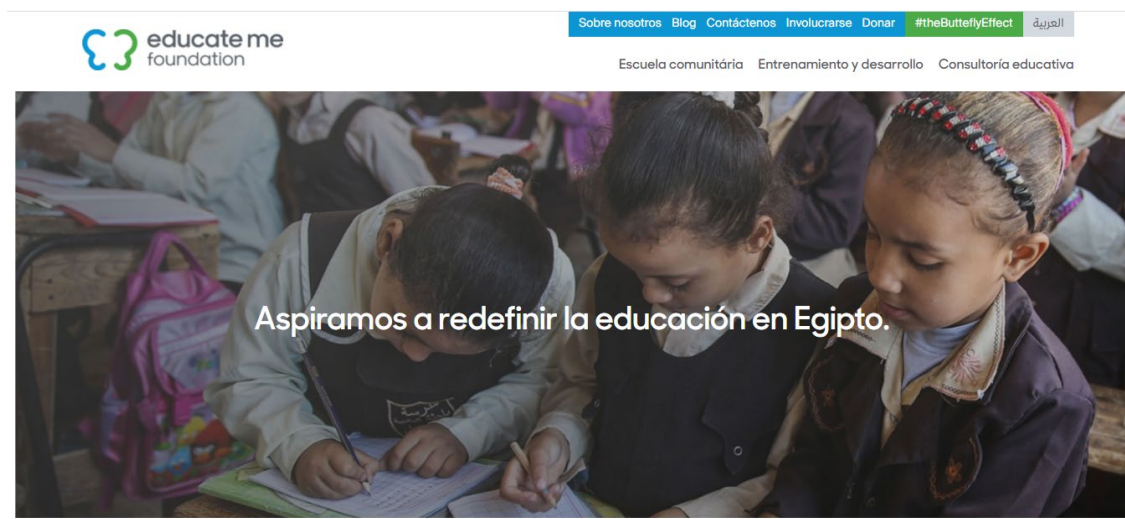 educate me
foundation
Sobre nosotros Blog Contáctenos Involucrarse Donar #theButteflyEffect العربية
Escuela comunitária Entrenamiento y desarrollo Consultoría educativa
Aspiramos a redefinir la educación en Egipto.